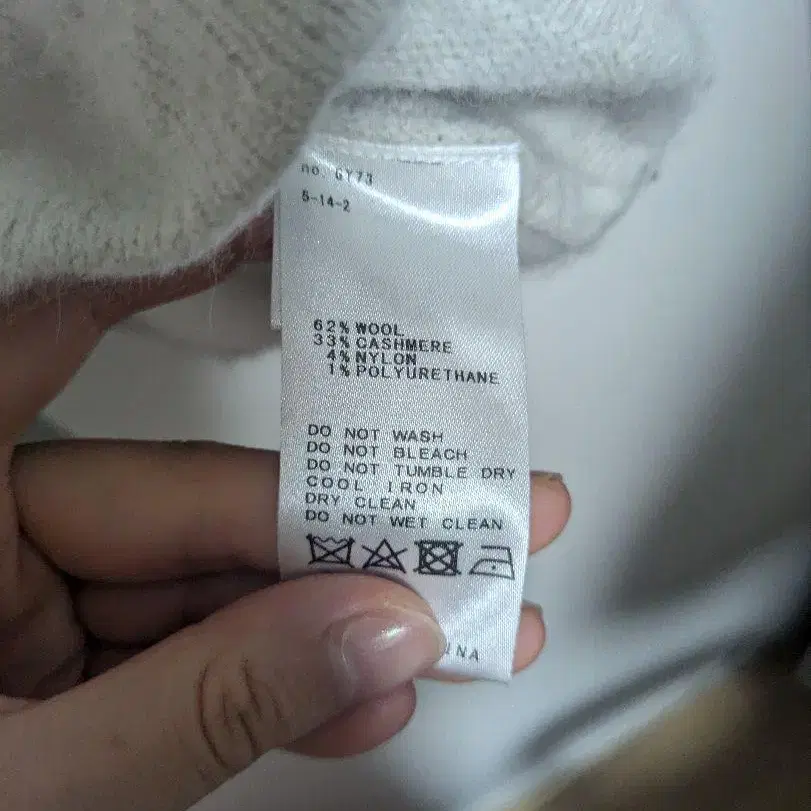 no. GY73
5-14-2
62% WOOL
33% CASHMERE
4% NYLON
1% POLYURETHANE
DO NOT WASH
DO NOT BLEACH
DO NOT TUMBLE DRY
COOL IRON
DRY CLEAN
DO NOT WET CLEAN